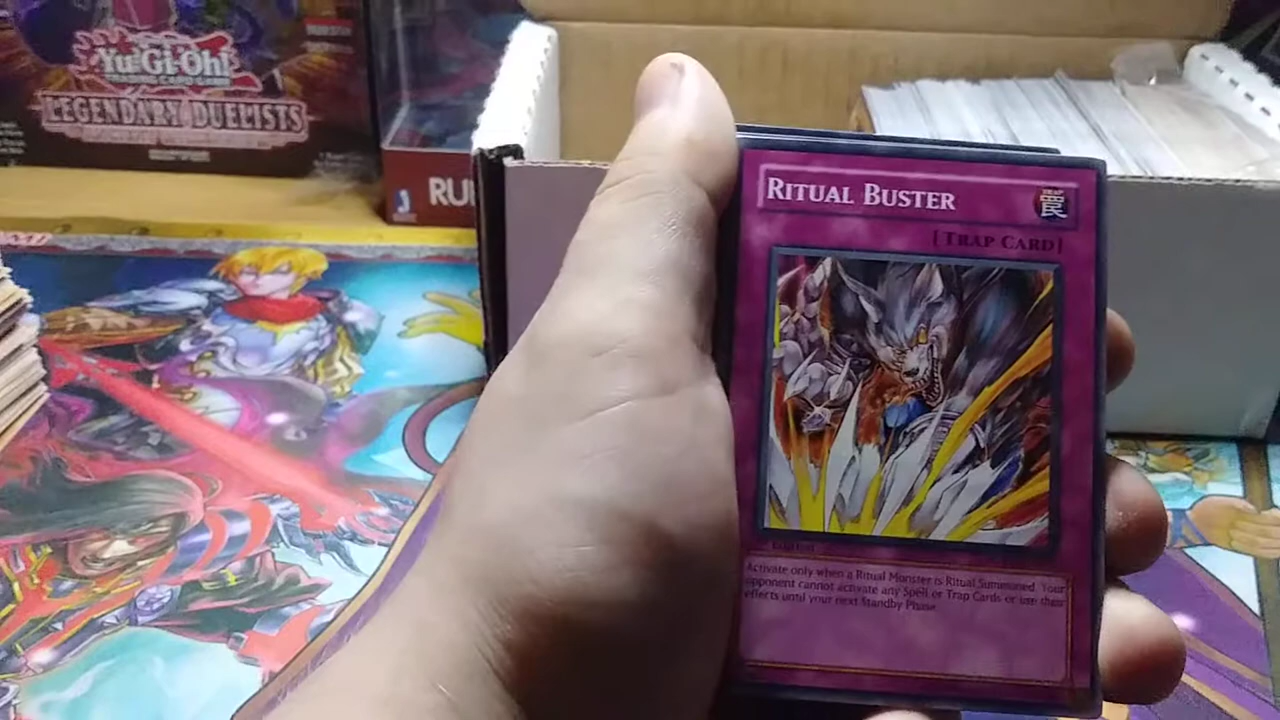 Yu-Gi-Oh!
TRADING CARD GAME
LEGENDARY DUELISTS
RU
RITUAL BUSTER
TRAP
罠
[TRAP CARD]
Activate only when a Ritual Monster is Ritual Summoned. Your
opponent cannot activate any Spell or Trap Cards or use their
effects until your next Standby Phase.